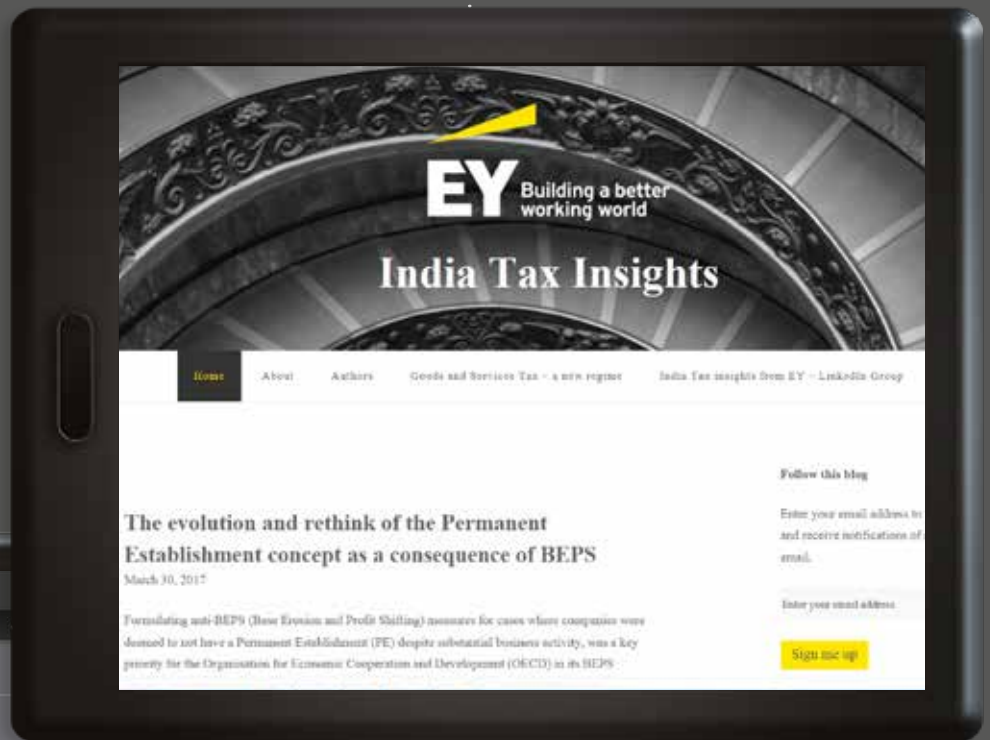 EY Building a better
working world
India Tax Insights
Home About Authors Goods and Services Tax – a new regime India Tax insights from EY – LinkedIn Group
Follow this blog
Enter your email address to
and receive notifications of
email.
Enter your email address
Sign me up
The evolution and rethink of the Permanent
Establishment concept as a consequence of BEPS
March 30, 2017
Formulating anti-BEPS (Base Erosion and Profit Shifting) measures for cases where companies were
deemed to not have a Permanent Establishment (PE) despite substantial business activity, was a key
priority for the Organisation for Economic Cooperation and Development (OECD) in its BEPS